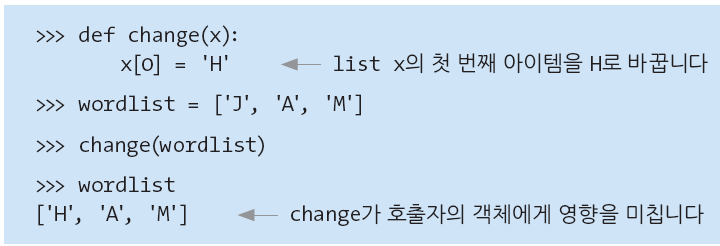 >>> def change(x):
x[0] = 'H' list x의 첫 번째 아이템을 H로 바꿉니다
>>> wordlist = ['J', 'A', 'M']
>>> change(wordlist)
>>> wordlist
['H', 'A', 'M'] change가 호출자의 객체에게 영향을 미칩니다